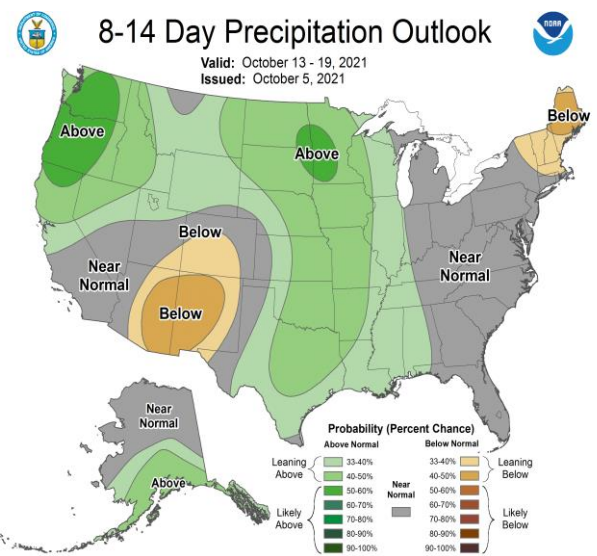 8-14 Day Precipitation Outlook
NOAA
Valid: October 13 - 19, 2021
Issued: October 5, 2021
Above
Above
Below
Below
Near
Normal
Below
Near
Normal
Near
Normal
Above
Probability (Percent Chance)
Above Normal
Below Normal
Leaning
Above
33-40%
40-50%
Likely
Above
50-60%
60-70%
70-80%
80-90%
90-100%
Near
Normal
33-40%
40-50%
Leaning
Below
50-60%
60-70%
70-80%
80-90%
90-100%
Likely
Below